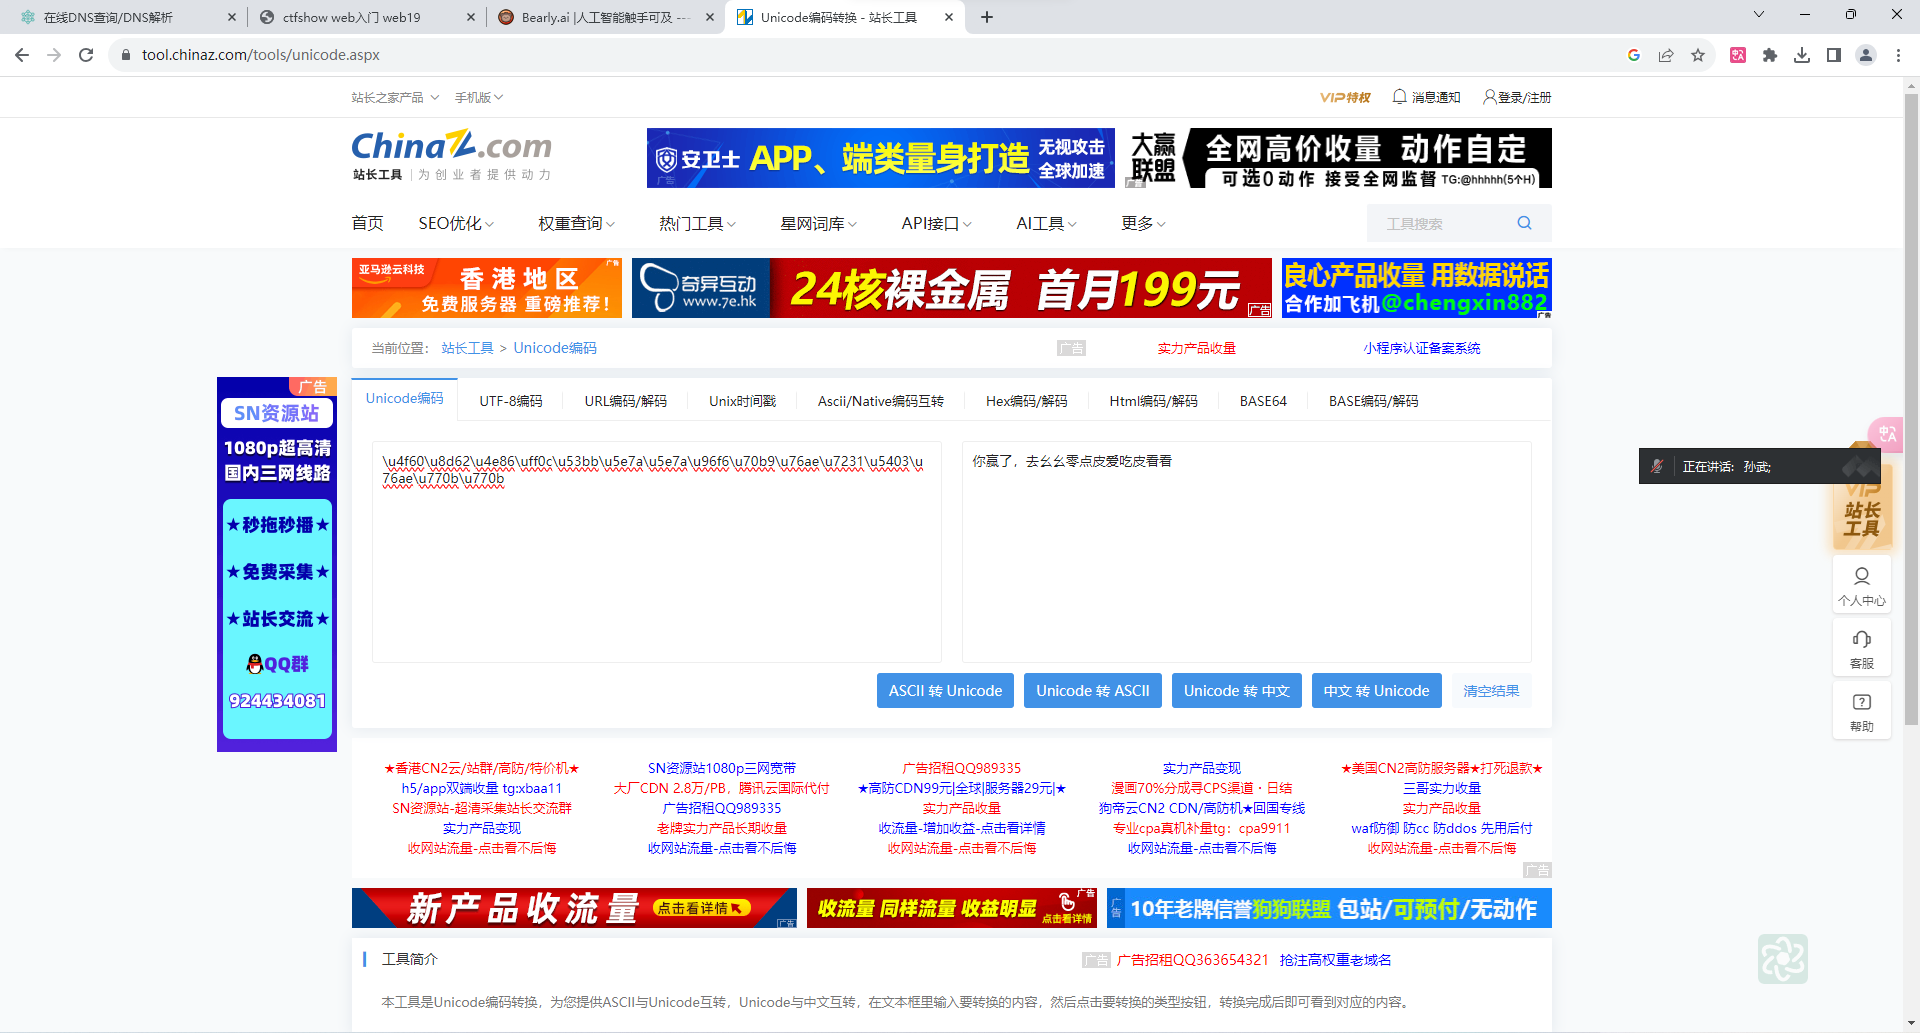 在线DNS查询/DNS解析
ctfshow web入门 web19
Bearly.ai |人工智能触手可及 ---
Unicode编码转换 - 站长工具
tool.chinaz.com/tools/unicode.aspx
站长之家产品
手机版
VIP特权
消息通知
登录/注册
ChinaZ.com
站长工具 | 为创业者提供动力
安卫士 APP、端类量身打造 无视攻击
全球加速
广告
大赢
联盟
全网高价收量 动作自定
可选0动作 接受全网监督 TG:@hhhhh(5个H)
广告
首页
SEO优化
权重查询
热门工具
星网词库
API接口
AI工具
更多
工具搜索
亚马逊云科技
香港地区
免费服务器 重磅推荐!
广告
奇异互动
www.7e.hk
24核裸金属 首月199元
广告
良心产品收量 用数据说话
合作加飞机@chengxin882
广告
当前位置: 站长工具 > Unicode编码
广告
实力产品收量
小程序认证备案系统
广告
SN资源站
1080p超高清
国内三网线路
★秒拖秒播★
★免费采集★
★站长交流★
QQ群
924434081
Unicode编码
UTF-8编码
URL编码/解码
Unix时间戳
Ascii/Native编码互转
Hex编码/解码
Html编码/解码
BASE64
BASE编码/解码
\u4f60\u8d62\u4e86\uff0c\u53bb\u5e7a\u5e7a\u96f6\u70b9\u76ae\u7231\u5403\u
76ae\u770b\u770b
你赢了，去幺幺零点皮爱吃皮看看
正在讲话: 孙武;
VIP
站长
工具
个人中心
客服
帮助
ASCII 转 Unicode
Unicode 转 ASCII
Unicode 转 中文
中文 转 Unicode
清空结果
★香港CN2云/站群/高防/特价机★
SN资源站1080p三网宽带
广告招租QQ989335
实力产品变现
★美国CN2高防服务器★打死退款★
h5/app双端收量 tg:xbaa11
大厂CDN 2.8万/PB，腾讯云国际代付
★高防CDN99元|全球|服务器29元|★
漫画70%分成寻CPS渠道・日结
三哥实力收量
SN资源站-超清采集站长交流群
广告招租QQ989335
实力产品收量
狗帝云CN2 CDN/高防机★回国专线
实力产品收量
实力产品变现
老牌实力产品长期收量
收流量-增加收益-点击看详情
专业cpa真机补量tg：cpa9911
waf防御 防cc 防ddos 先用后付
收网站流量-点击看不后悔
收网站流量-点击看不后悔
收网站流量-点击看不后悔
收网站流量-点击看不后悔
收网站流量-点击看不后悔
广告
新产品收流量 点击看详情
广告
收流量 同样流量 收益明显 点击看详情
广告
广告
10年老牌信誉狗狗联盟 包站/可预付/无动作
工具简介
广告
广告招租QQ363654321
抢注高权重老域名
本工具是Unicode编码转换，为您提供ASCII与Unicode互转，Unicode与中文互转，在文本框里输入要转换的内容，然后点击要转换的类型按钮，转换完成后即可看到对应的内容。